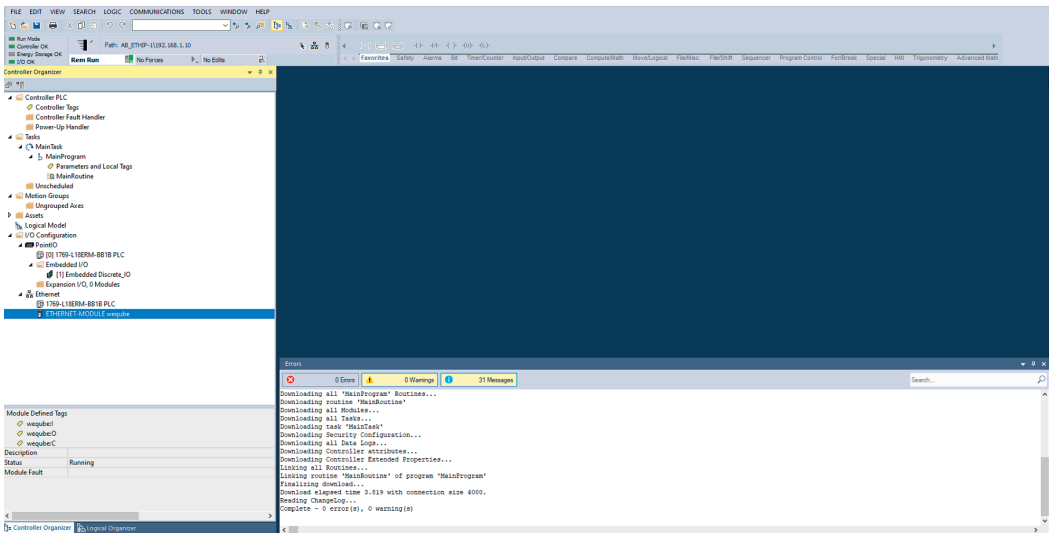 FILE EDIT VIEW SEARCH LOGIC COMMUNICATIONS TOOLS WINDOW HELP
Run Mode
Controller OK
Energy Storage OK
I/O OK
Path: AB_ETHIP-1\192.168.1.10
Rem Run No Forces No Edits
Favorites Safety Alarms Bit Timer/Counter Input/Output Compare Compute/Math Move/Logical File/Misc. File/Shift Sequencer Program Control For/Break Special HMI Trigonometry Advanced Math
Controller Organizer
Controller PLC
Controller Tags
Controller Fault Handler
Power-Up Handler
Tasks
MainTask
MainProgram
Parameters and Local Tags
MainRoutine
Unscheduled
Motion Groups
Ungrouped Axes
Assets
Logical Model
I/O Configuration
PointIO
[0] 1769-L18ERM-BB1B PLC
Embedded I/O
[1] Embedded Discrete_IO
Expansion I/O, 0 Modules
Ethernet
1769-L18ERM-BB1B PLC
ETHERNET-MODULE weqube
Module Defined Tags
weqube:I
weqube:O
weqube:C
Description
Status Running
Module Fault
Controller Organizer Logical Organizer
Errors
0 Errors 0 Warnings 31 Messages Search...
Downloading all 'MainProgram' Routines...
Downloading routine 'MainRoutine'
Downloading all Modules...
Downloading all Tasks...
Downloading task 'MainTask'
Downloading Security Configuration...
Downloading all Data Logs...
Downloading Controller attributes...
Downloading Controller Extended Properties...
Linking all Routines...
Linking routine 'MainRoutine' of program 'MainProgram'
Finalizing download...
Download elapsed time 3.819 with connection size 4000.
Reading ChangeLog...
Complete - 0 error(s), 0 warning(s)